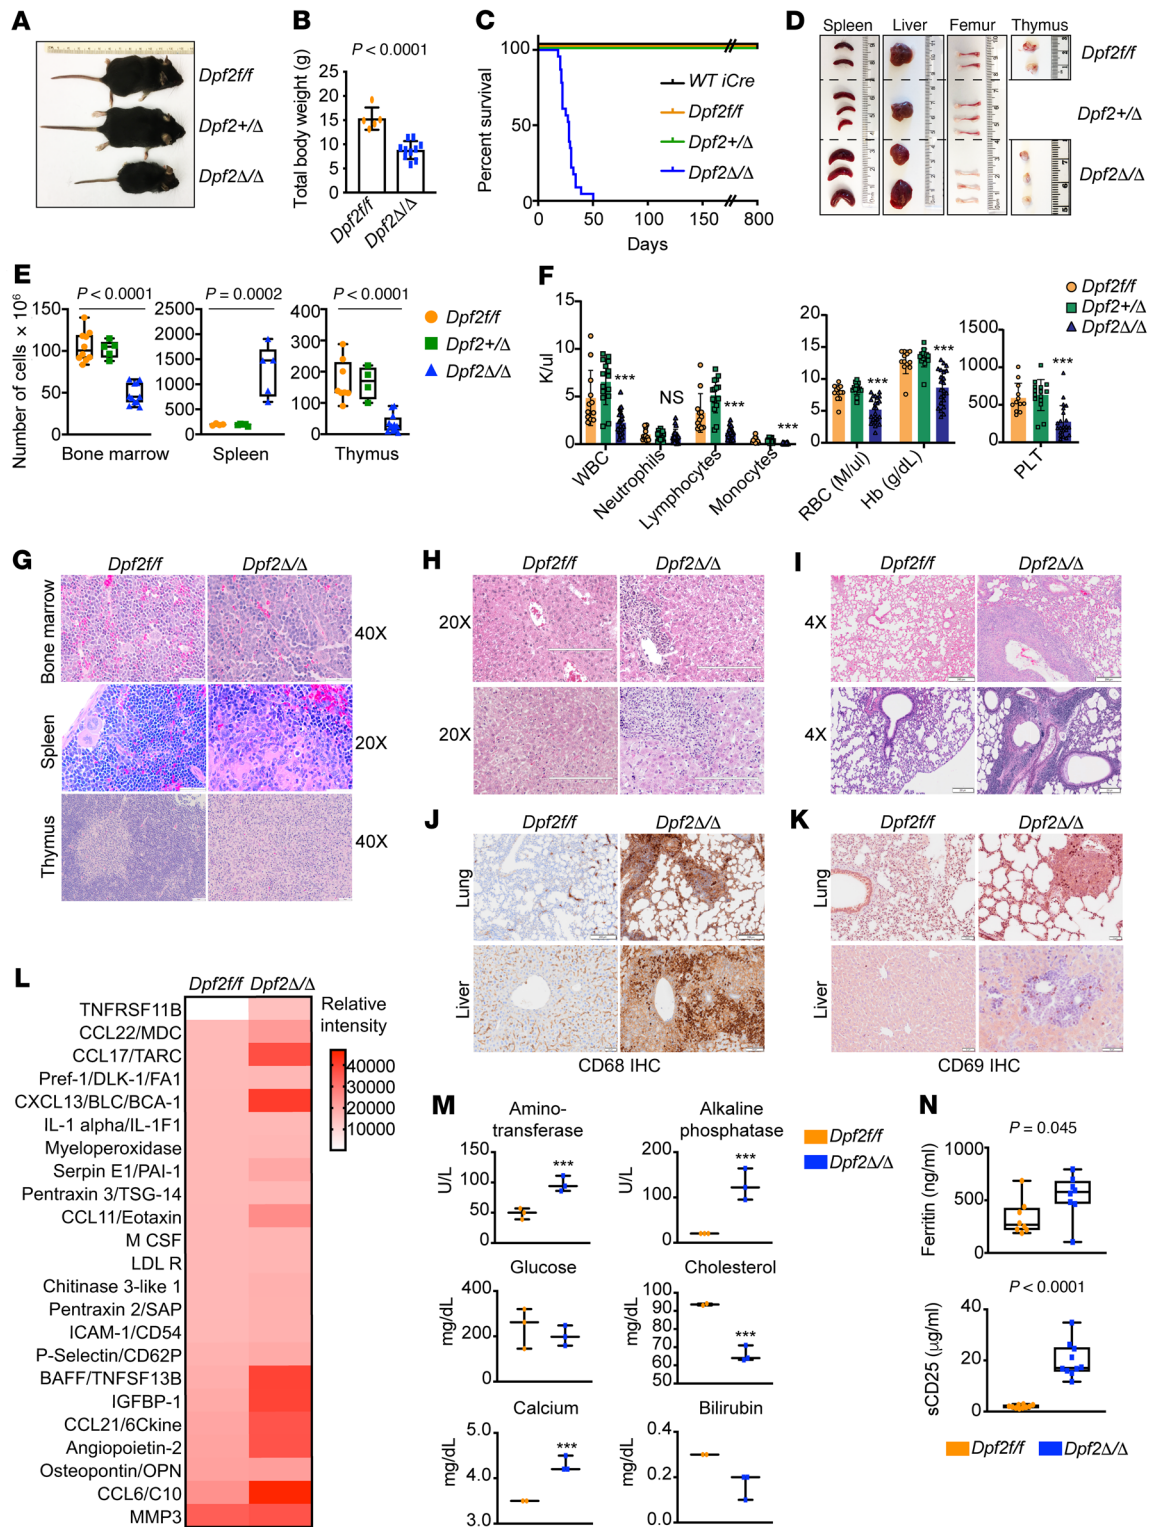 A
Dpf2f/f
Dpf2+/Δ
Dpf2Δ/Δ
B
P < 0.0001
Total body weight (g)
25
20
15
10
5
0
Dpf2f/f
Dpf2Δ/Δ
C
Percent survival
100
50
0
WT iCre
Dpf2f/f
Dpf2+/Δ
Dpf2Δ/Δ
0 50 100 150 800
Days
D
Spleen Liver Femur Thymus
Dpf2f/f
Dpf2+/Δ
Dpf2Δ/Δ
E
Number of cells × 10⁶
P < 0.0001
150
100
50
0
Bone marrow
P = 0.0002
2500
2000
1500
1000
500
0
Spleen
P < 0.0001
400
300
200
100
0
Thymus
Dpf2f/f
Dpf2+/Δ
Dpf2Δ/Δ
F
K/ul
15
10
5
0
*** NS *** ***
WBC
Neutrophils
Lymphocytes
Monocytes
20
15
10
5
0
*** ***
RBC (M/ul)
Hb (g/dL)
1500
1000
500
0
***
PLT
Dpf2f/f
Dpf2+/Δ
Dpf2Δ/Δ
G
Dpf2f/f Dpf2Δ/Δ
Bone marrow
40X
Spleen
20X
Thymus
40X
H
Dpf2f/f Dpf2Δ/Δ
20X
20X
I
Dpf2f/f Dpf2Δ/Δ
4X
4X
J
Dpf2f/f Dpf2Δ/Δ
Lung
Liver
CD68 IHC
K
Dpf2f/f Dpf2Δ/Δ
Lung
Liver
CD69 IHC
L
Dpf2f/f Dpf2Δ/Δ
TNFRSF11B
CCL22/MDC
CCL17/TARC
Pref-1/DLK-1/FA1
CXCL13/BLC/BCA-1
IL-1 alpha/IL-1F1
Myeloperoxidase
Serpin E1/PAI-1
Pentraxin 3/TSG-14
CCL11/Eotaxin
M CSF
LDL R
Chitinase 3-like 1
Pentraxin 2/SAP
ICAM-1/CD54
P-Selectin/CD62P
BAFF/TNFSF13B
IGFBP-1
CCL21/6Ckine
Angiopoietin-2
Osteopontin/OPN
CCL6/C10
MMP3
Relative
intensity
40000
30000
20000
10000
M
Amino-
transferase
U/L
150
100
50
0
***
Alkaline
phosphatase
U/L
200
100
0
***
Dpf2f/f
Dpf2Δ/Δ
Glucose
mg/dL
400
200
0
Cholesterol
mg/dL
100
90
80
70
60
50
***
Calcium
mg/dL
5.0
4.0
3.0
***
Bilirubin
mg/dL
0.4
0.2
0.0
N
P = 0.045
Ferritin (ng/ml)
1000
500
0
P < 0.0001
sCD25 (µg/ml)
40
20
0
Dpf2f/f Dpf2Δ/Δ